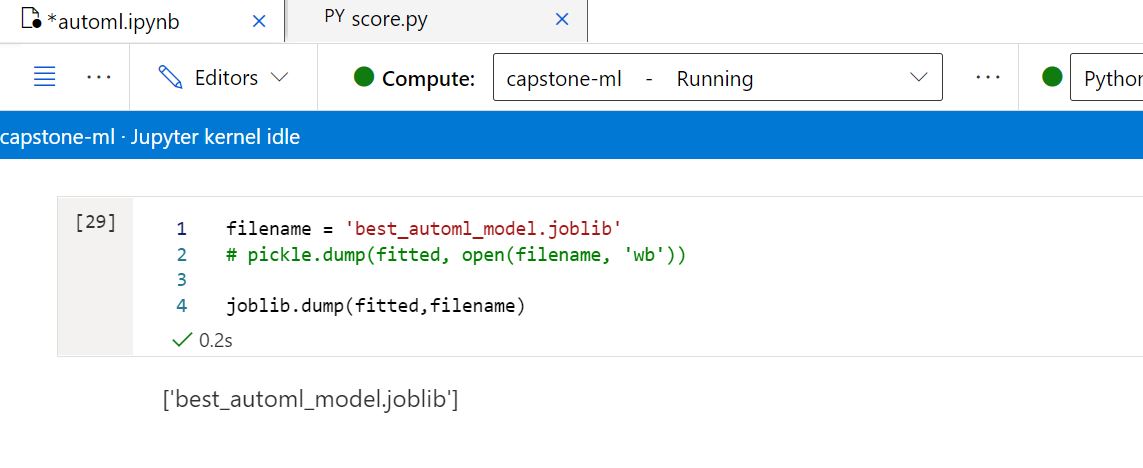 *automl.ipynb
PY score.py
... Editors Compute: capstone-ml - Running ...
capstone-ml · Jupyter kernel idle
[29]
1 filename = 'best_automl_model.joblib'
2 # pickle.dump(fitted, open(filename, 'wb'))
3
4 joblib.dump(fitted,filename)
0.2s
['best_automl_model.joblib']